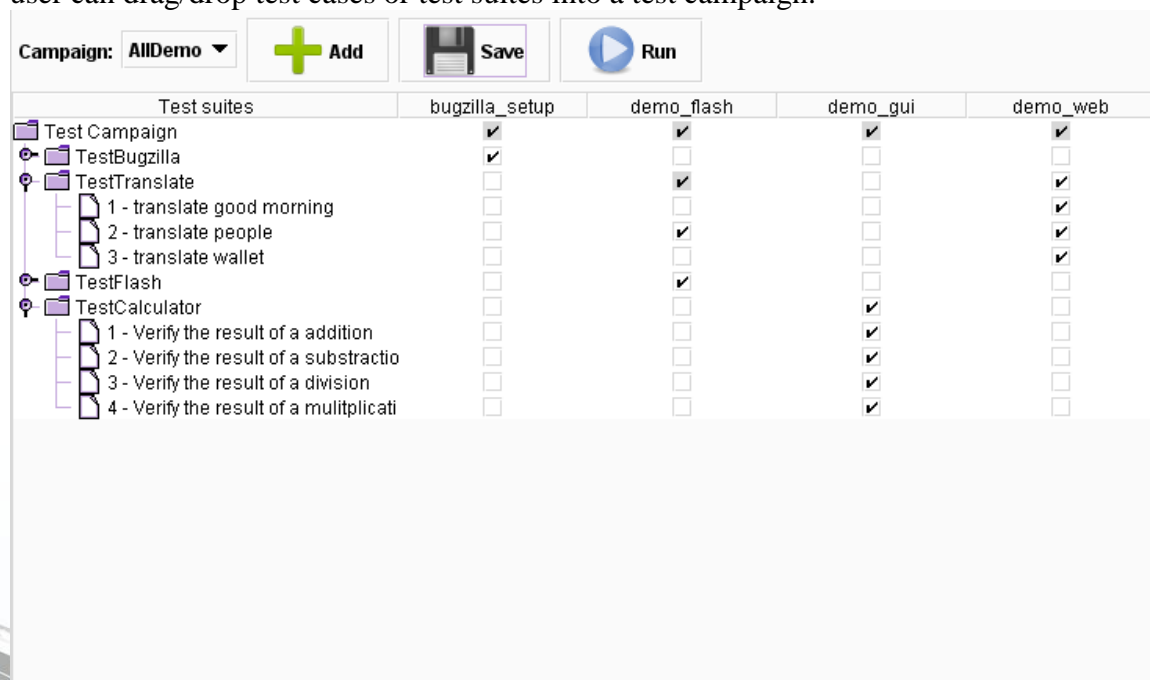 user can drag/drop test cases or test suites into a test campaign.
Campaign: AllDemo Add Save Run
Test suites bugzilla_setup demo_flash demo_gui demo_web
Test Campaign
TestBugzilla
TestTranslate
1 - translate good morning
2 - translate people
3 - translate wallet
TestFlash
TestCalculator
1 - Verify the result of a addition
2 - Verify the result of a substractio
3 - Verify the result of a division
4 - Verify the result of a mulitplicati